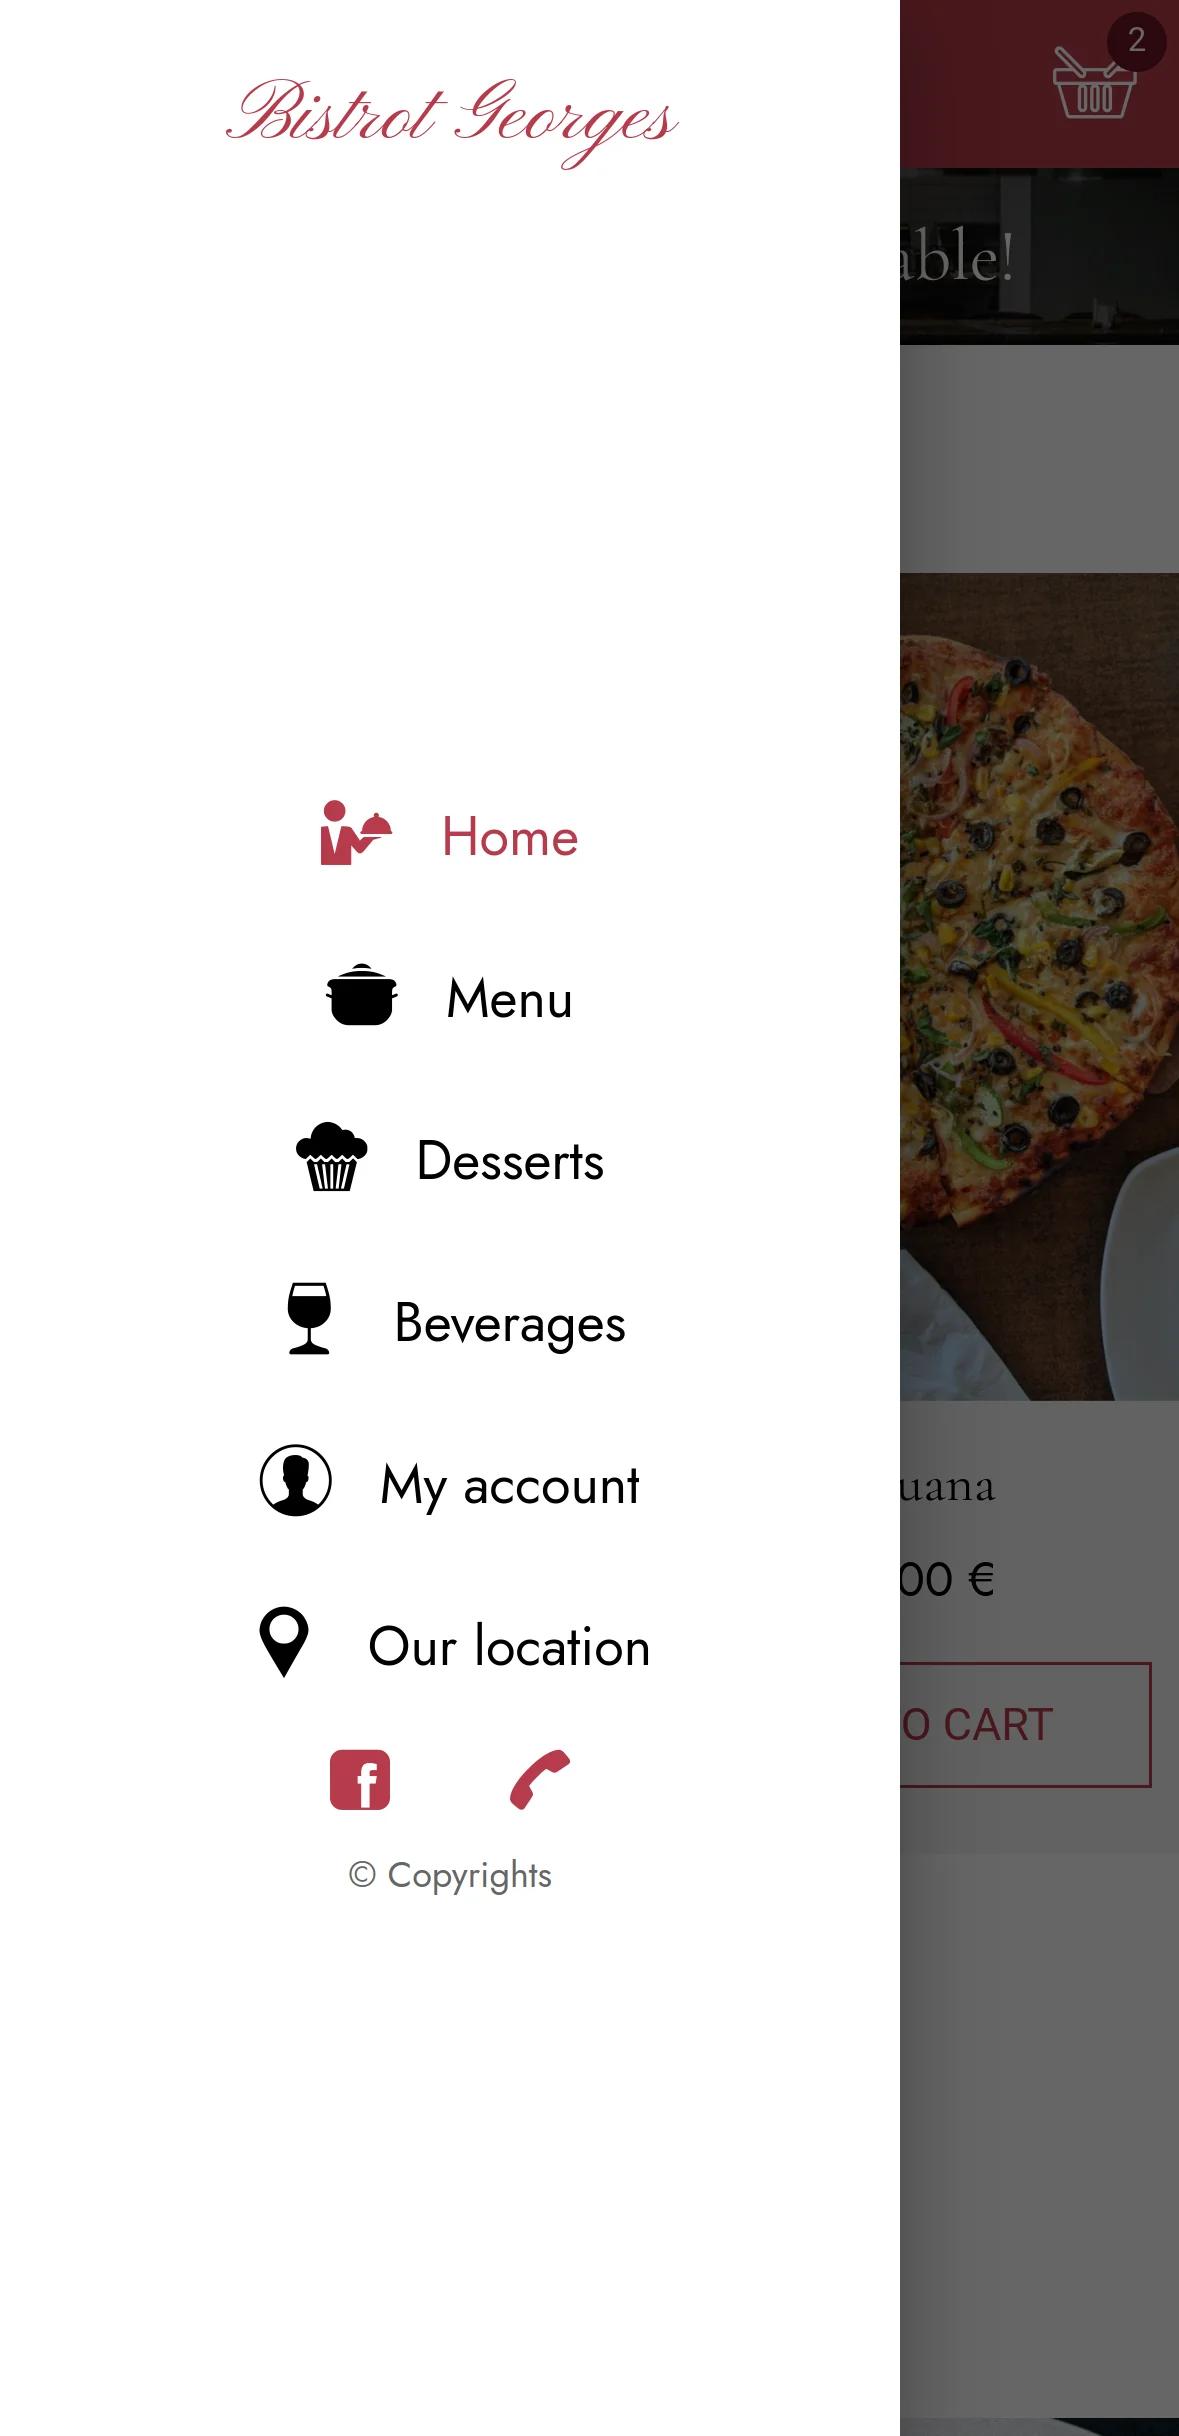 Bistrot Georges
2
able!
Home
Menu
Desserts
Beverages
My account
Our location
© Copyrights
uana
00 €
O CART